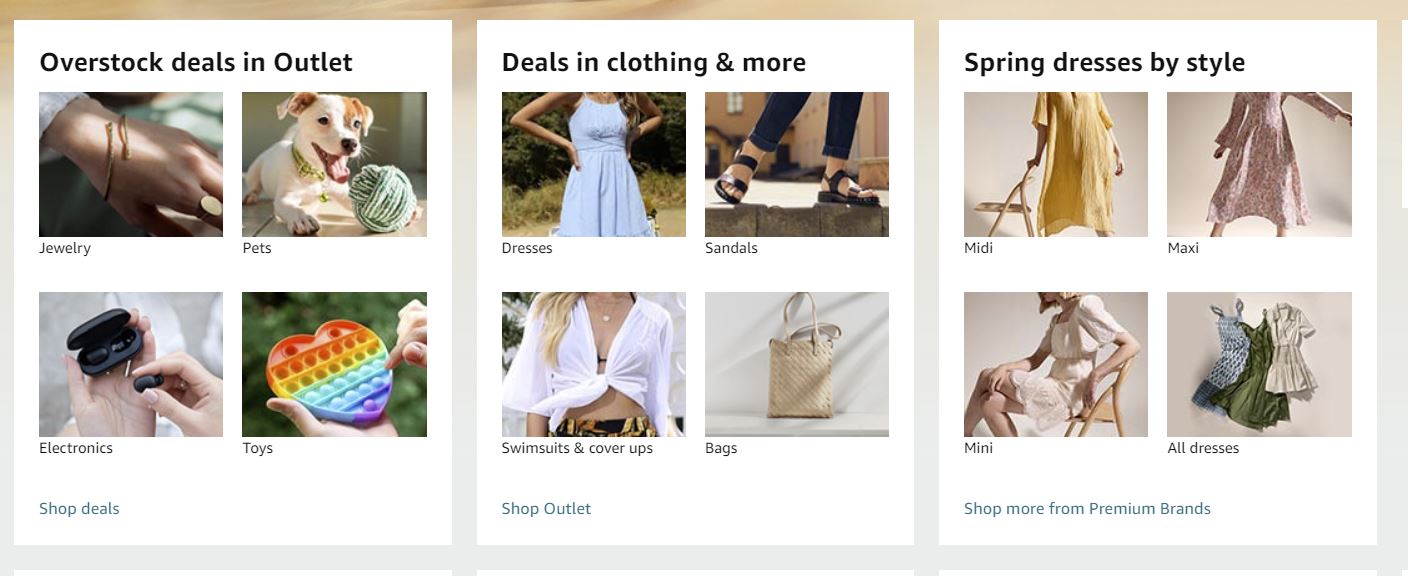 Overstock deals in Outlet
Jewelry
Pets
Electronics
Toys
Shop deals
Deals in clothing & more
Dresses
Sandals
Swimsuits & cover ups
Bags
Shop Outlet
Spring dresses by style
Midi
Maxi
Mini
All dresses
Shop more from Premium Brands